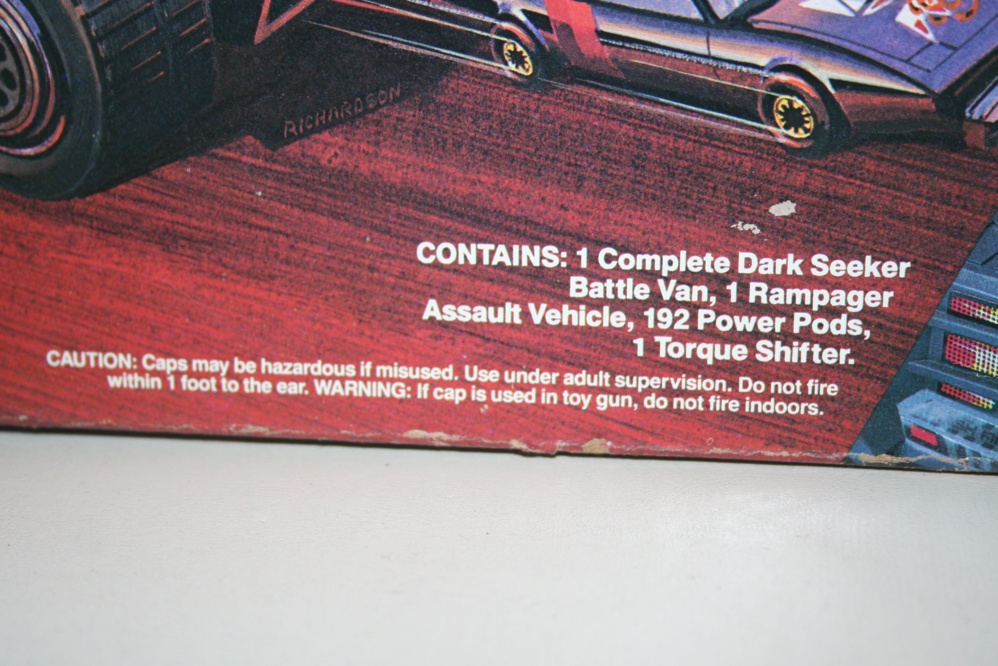 RICHARDSON
CONTAINS: 1 Complete Dark Seeker
Battle Van, 1 Rampager
Assault Vehicle, 192 Power Pods,
1 Torque Shifter.
CAUTION: Caps may be hazardous if misused. Use under adult supervision. Do not fire
within 1 foot to the ear. WARNING: If cap is used in toy gun, do not fire indoors.